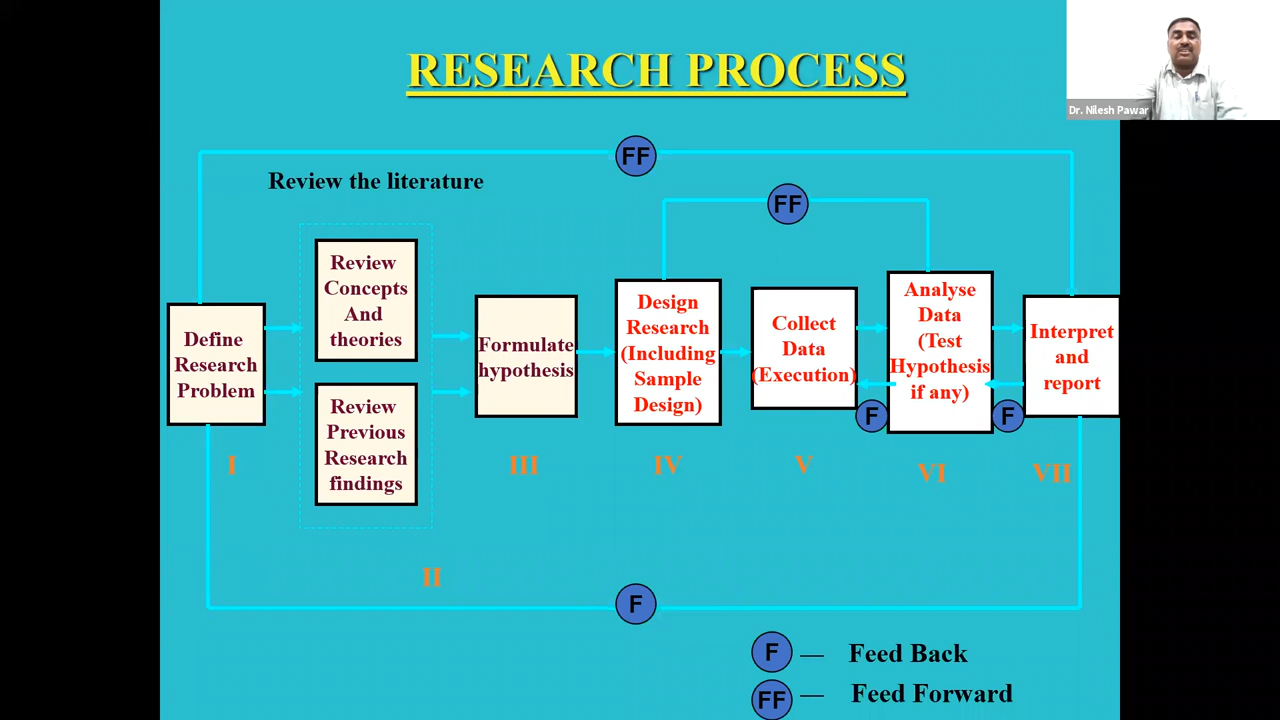 RESEARCH PROCESS
Dr. Nilesh Pawar
FF
Review the literature
FF
Define
Research
Problem
I
Review
Concepts
And
theories
Review
Previous
Research
findings
II
Formulate
hypothesis
III
Design
Research
(Including
Sample
Design)
IV
Collect
Data
(Execution)
V
F
Analyse
Data
(Test
Hypothesis
if any)
VI
F
Interpret
and
report
VII
F
F — Feed Back
FF — Feed Forward